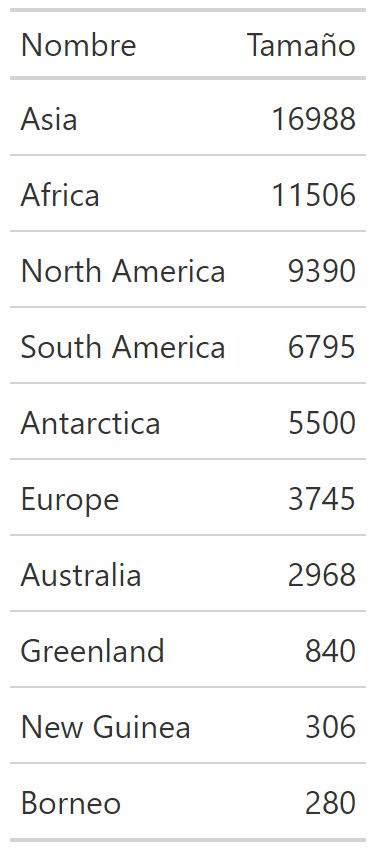 Nombre Tamaño
Asia 16988
Africa 11506
North America 9390
South America 6795
Antarctica 5500
Europe 3745
Australia 2968
Greenland 840
New Guinea 306
Borneo 280